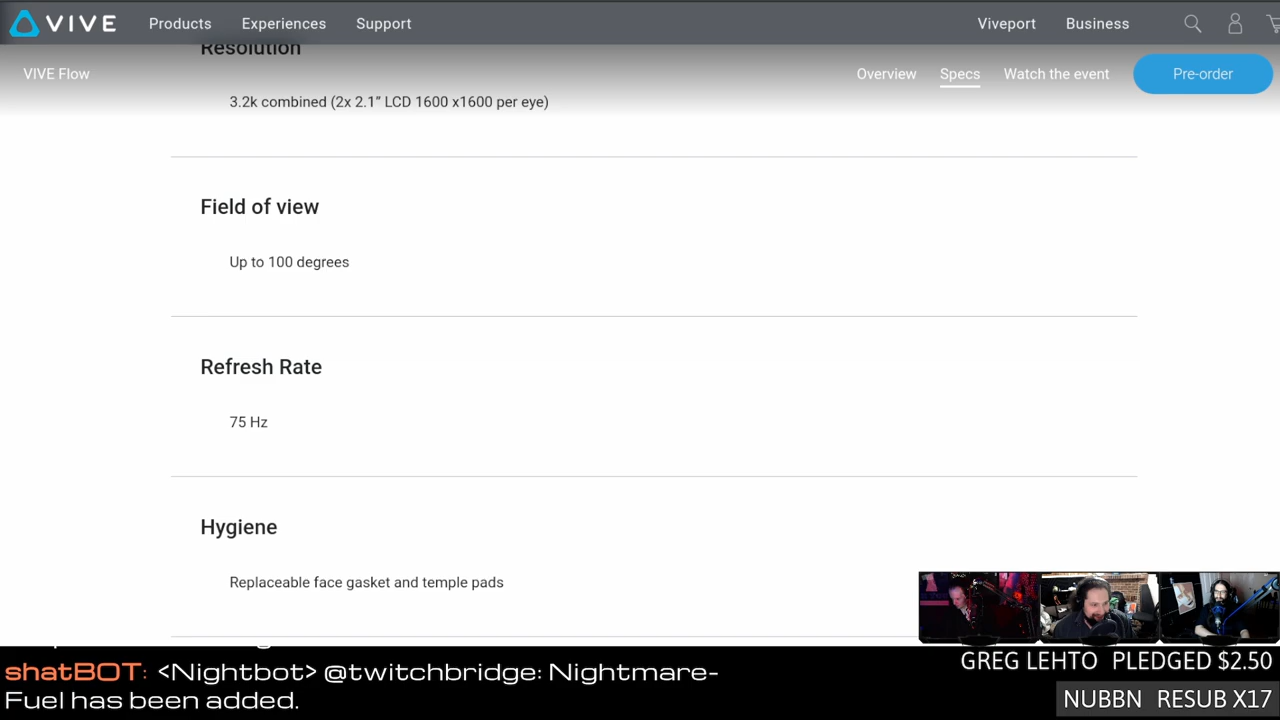 VIVE Products Experiences Support Viveport Business
Resolution
VIVE Flow Overview Specs Watch the event Pre-order
3.2k combined (2x 2.1” LCD 1600 x1600 per eye)
Field of view
Up to 100 degrees
Refresh Rate
75 Hz
Hygiene
Replaceable face gasket and temple pads
shatBOT: <Nightbot> @twitchbridge: Nightmare-
Fuel has been added.
GREG LEHTO PLEDGED $2.50
NUBBN RESUB X17